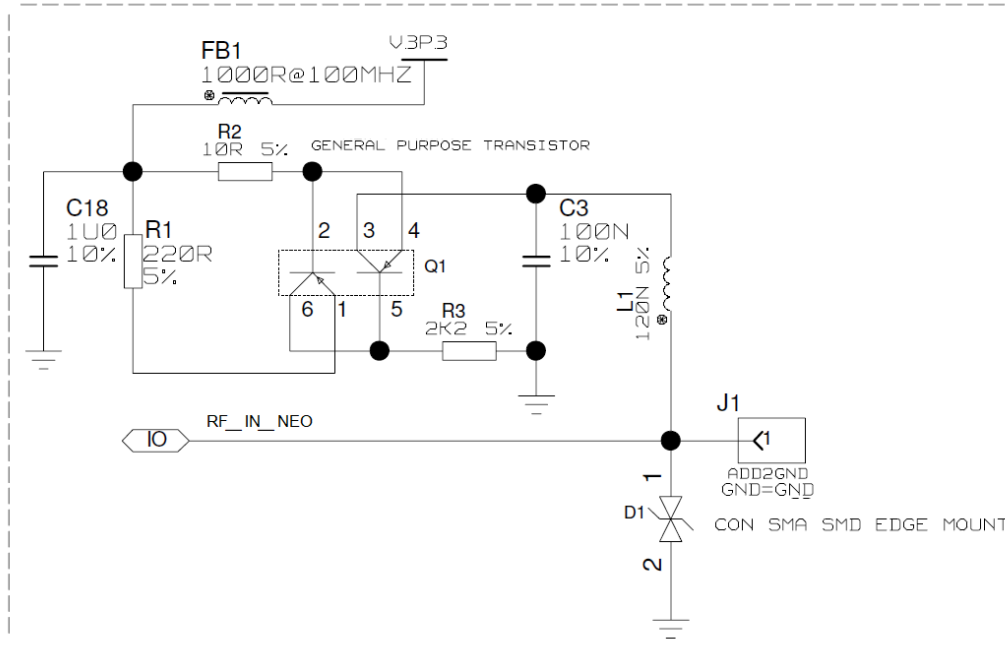 FB1
1000R@100MHZ
V3P3
R2
10R 5%
GENERAL PURPOSE TRANSISTOR
C18
1U0
10%
R1
220R
5%
2
3
4
Q1
6
1
5
R3
2K2 5%
C3
100N
10%
L1
120N 5%
IO
RF_IN_NEO
J1
1
ADD2GND
GND=GND
1
D1
2
CON SMA SMD EDGE MOUNT